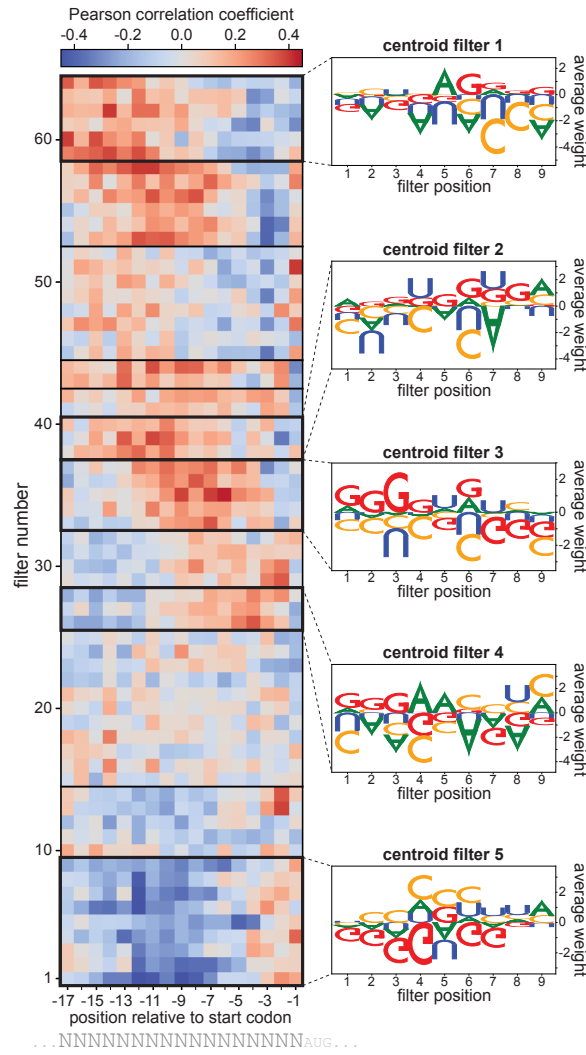 Pearson correlation coefficient
-0.4 -0.2 0.0 0.2 0.4
filter number
60
50
40
30
20
10
1
-17 -15 -13 -11 -9 -7 -5 -3 -1
position relative to start codon
...NNNNNNNNNNNNNNNNNAUG...
centroid filter 1
average weight
2
0
-2
-4
1 2 3 4 5 6 7 8 9
filter position
centroid filter 2
average weight
2
0
-2
-4
1 2 3 4 5 6 7 8 9
filter position
centroid filter 3
average weight
2
0
-2
1 2 3 4 5 6 7 8 9
filter position
centroid filter 4
average weight
2
0
-2
-4
1 2 3 4 5 6 7 8 9
filter position
centroid filter 5
average weight
2
0
-2
1 2 3 4 5 6 7 8 9
filter position